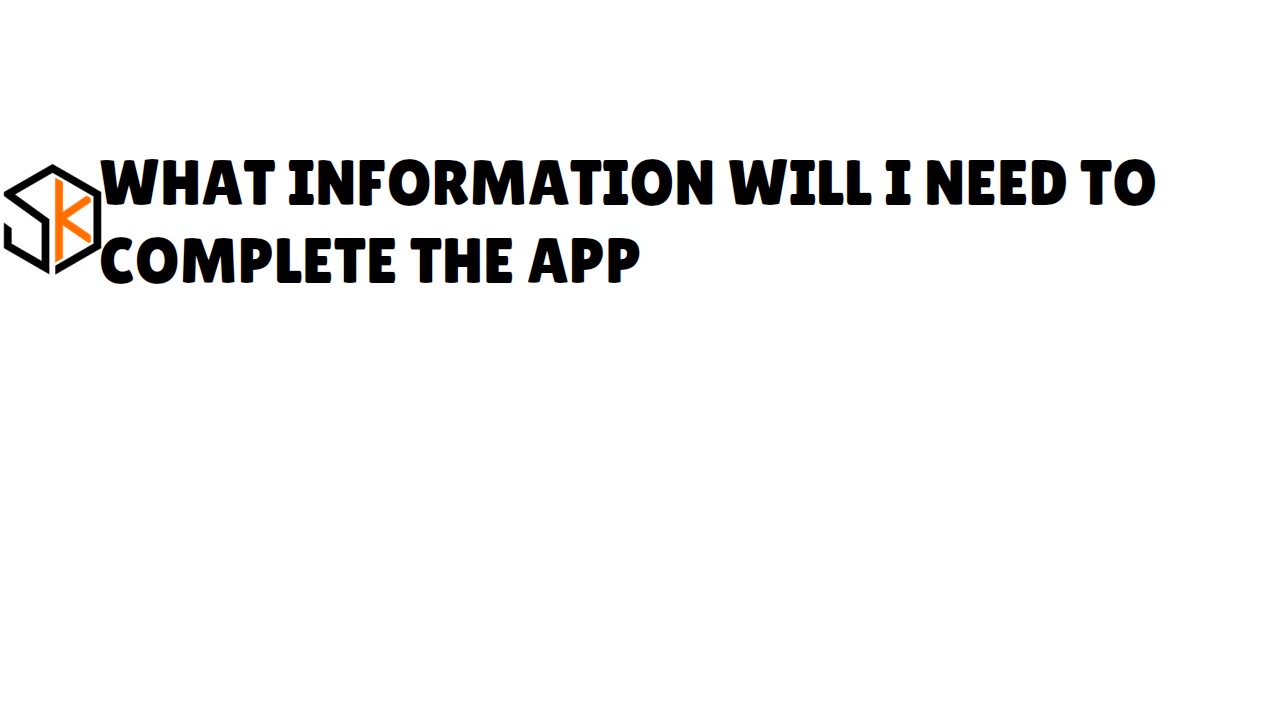 WHAT INFORMATION WILL I NEED TO
COMPLETE THE APP